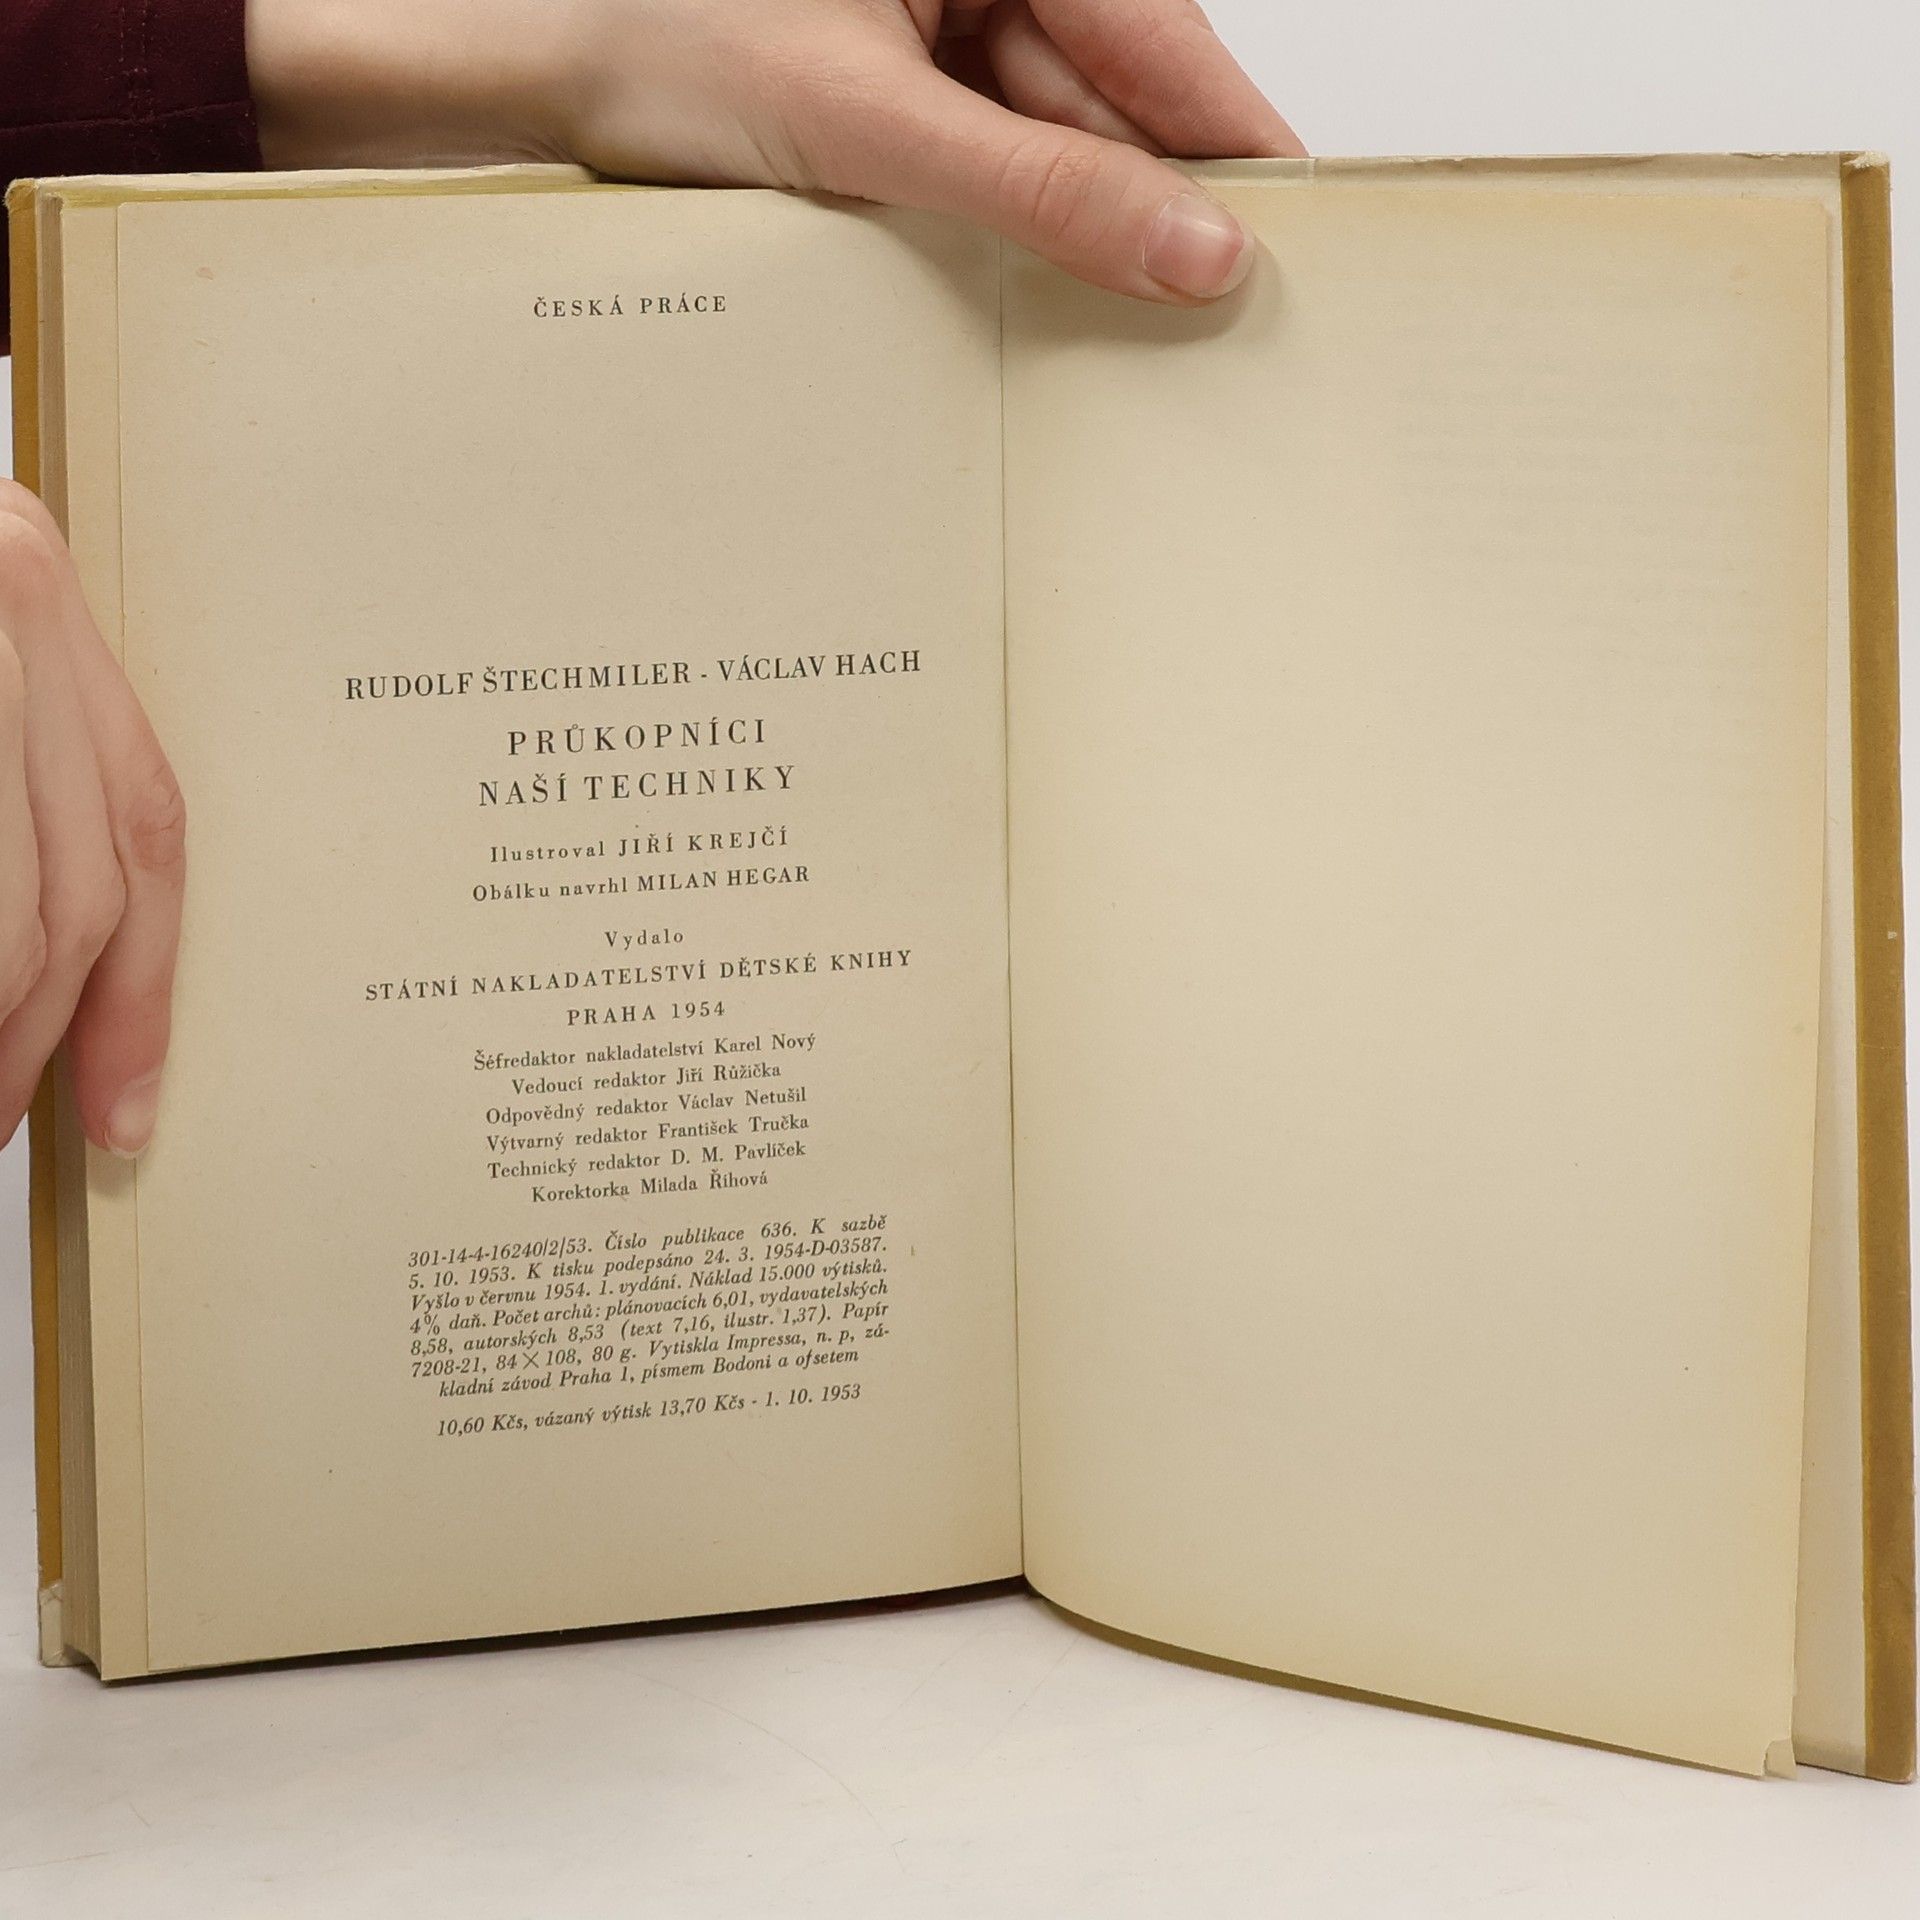 ČESKÁ PRÁCE
RUDOLF ŠTECHMILER - VÁCLAV HACH
PRŮKOPNÍCI
NAŠÍ TECHNIKY
Ilustroval JIŘÍ KREJČÍ
Obálku navrhl MILAN HEGAR
Vydalo
STÁTNÍ NAKLADATELSTVÍ DĚTSKÉ KNIHY
PRAHA 1954
Šéfredaktor nakladatelství Karel Nový
Vedoucí redaktor Jiří Růžička
Odpovědný redaktor Václav Netušil
Výtvarný redaktor František Tručka
Technický redaktor D. M. Pavlíček
Korektorka Milada Říhová
301-14-4-16240/2/53. Číslo publikace 636. K sazbě
5. 10. 1953. K tisku podepsáno 24. 3. 1954-D-03587.
Vyšlo v červnu 1954. 1. vydání. Náklad 15.000 výtisků.
4% daň. Počet archů: plánovacích 6,01, vydavatelských
8,58, autorských 8,53 (text 7,16, ilustr. 1,37). Papír
7208-21, 84 × 108, 80 g. Vytiskla Impressa, n. p, zá-
kladní závod Praha 1, písmem Bodoni a ofsetem
10,60 Kčs, vázaný výtisk 13,70 Kčs - 1. 10. 1953